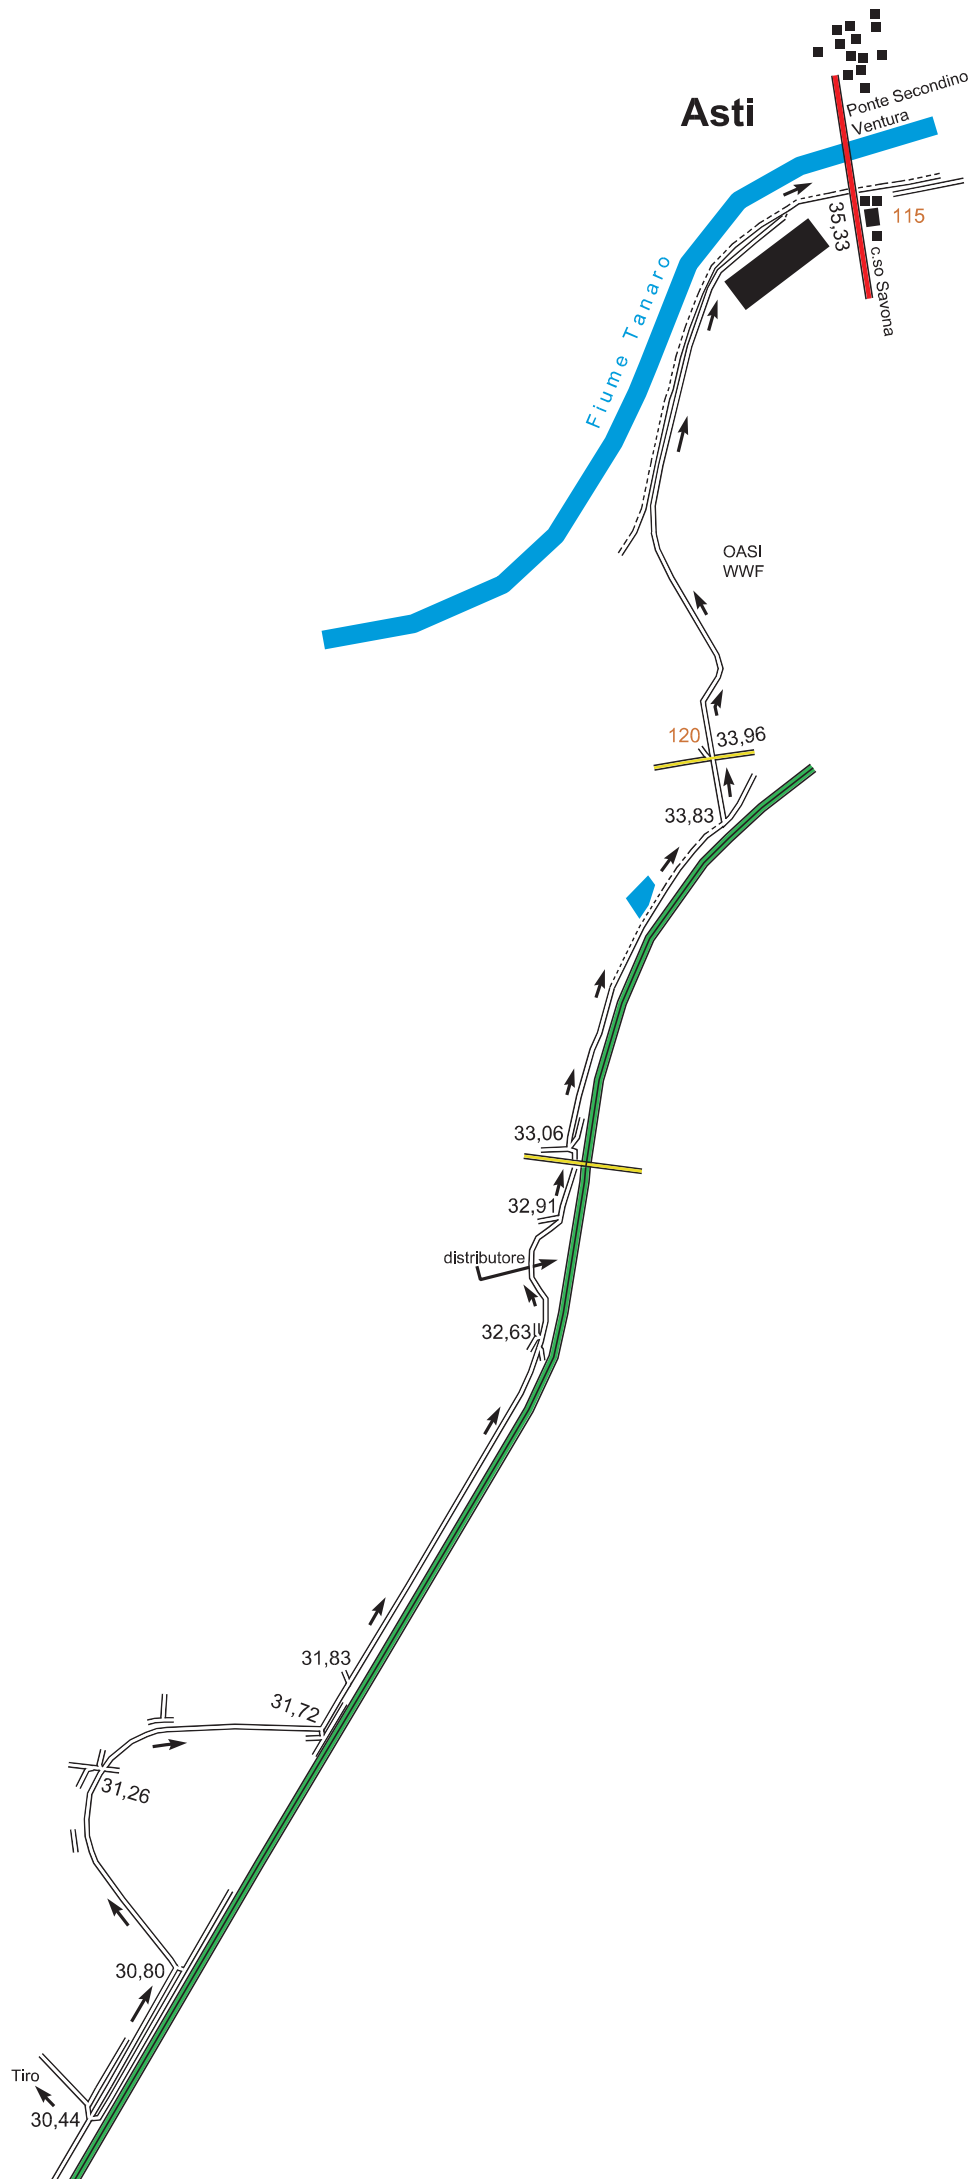 Ponte Secondino
Ventura
Asti
115
35,33
c.so Savona
Fiume Tanaro
OASI
WWF
120
33,96
33,83
33,06
32,91
distributore
32,63
31,83
31,72
31,26
30,80
Tiro
30,44